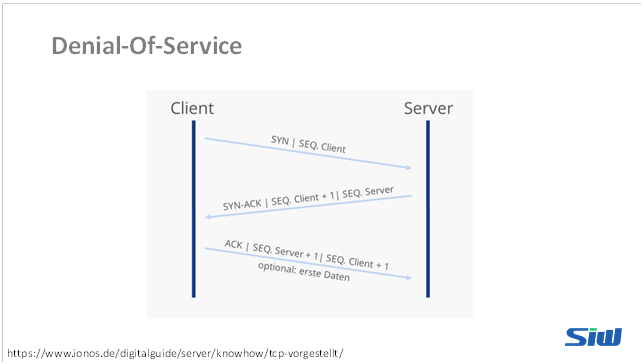 Denial-Of-Service
Client
Server
SYN | SEQ. Client
SYN-ACK | SEQ. Client + 1| SEQ. Server
ACK | SEQ. Server + 1| SEQ. Client + 1
optional: erste Daten
SiW
https://www.ionos.de/digitalguide/server/knowhow/tcp-vorgestellt/